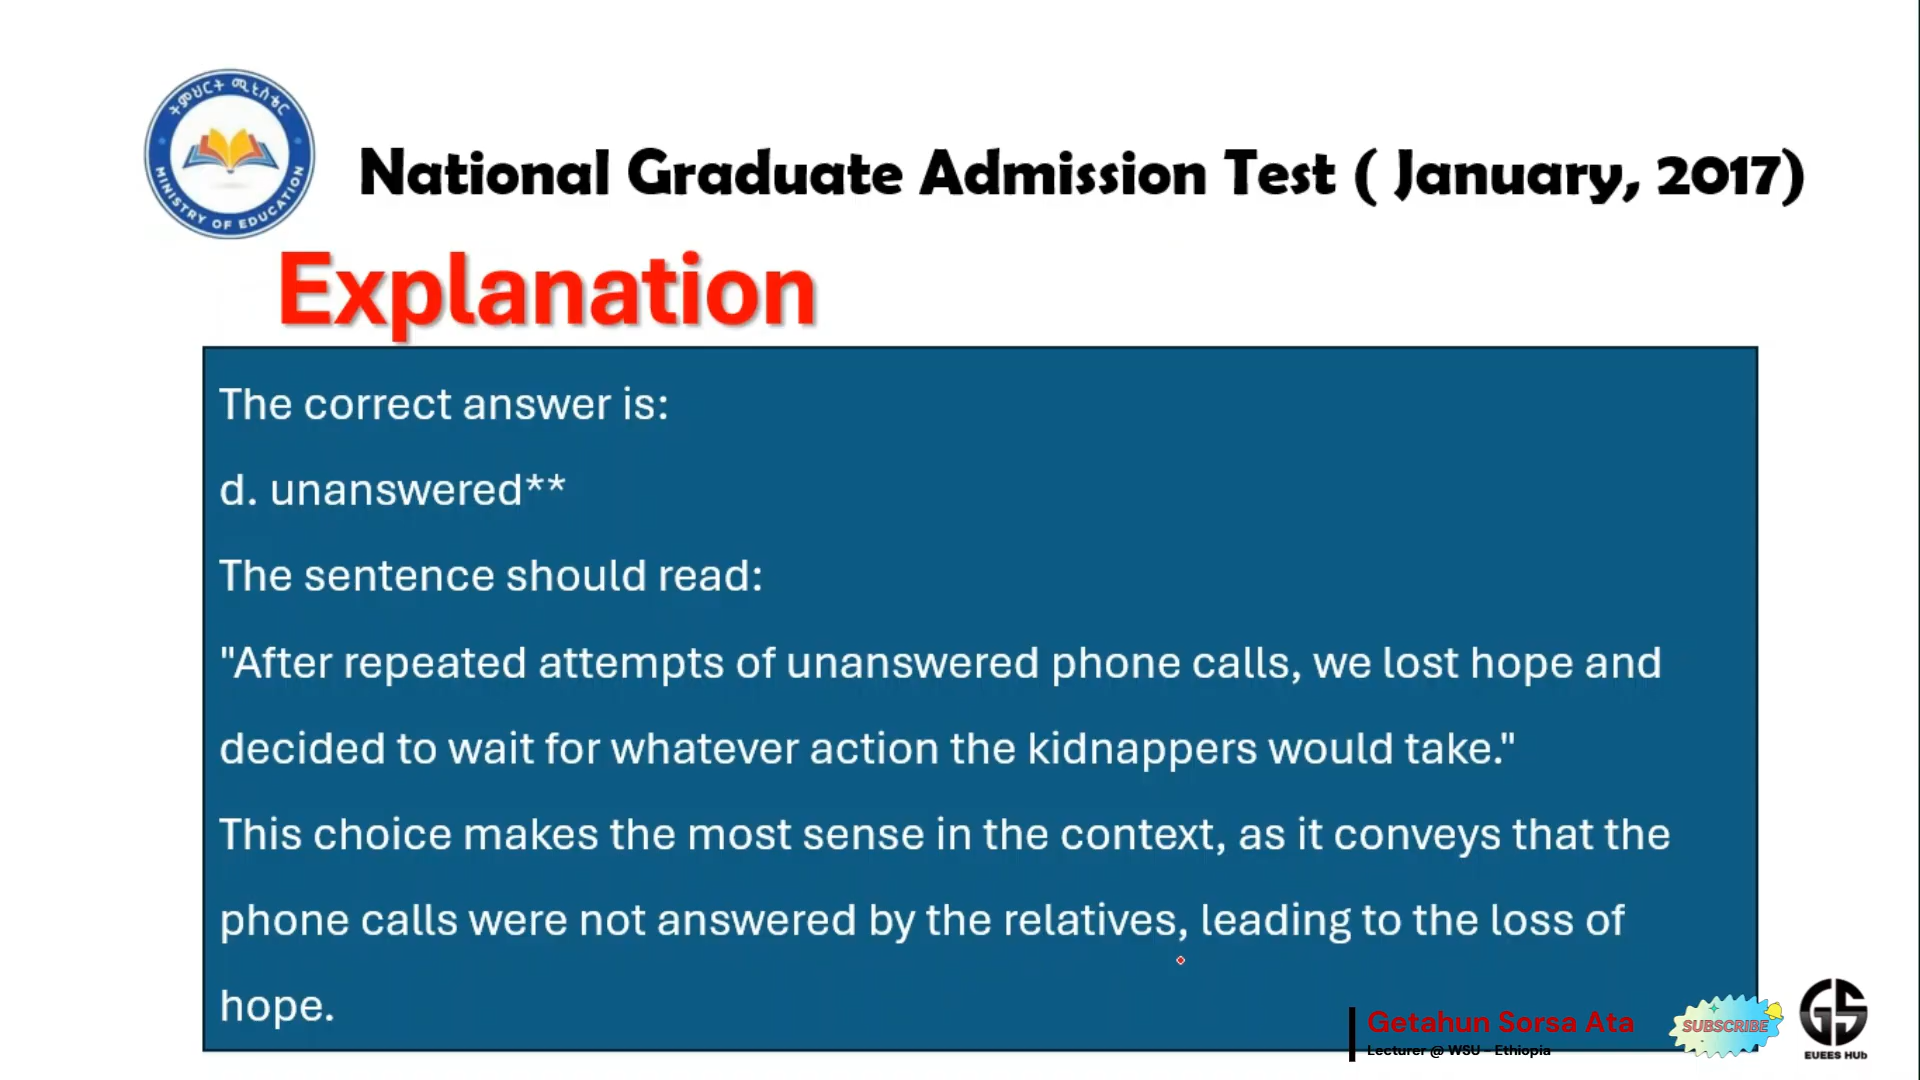 ትምህርት ሚኒስቴር
MINISTRY OF EDUCATION
National Graduate Admission Test ( January, 2017)
Explanation
The correct answer is:
d. unanswered**
The sentence should read:
"After repeated attempts of unanswered phone calls, we lost hope and
decided to wait for whatever action the kidnappers would take."
This choice makes the most sense in the context, as it conveys that the
phone calls were not answered by the relatives, leading to the loss of
hope.
Getahun Sorsa Ata
Lecturer @ WSU - Ethiopia
SUBSCRIBE
GS
EUEES HUb